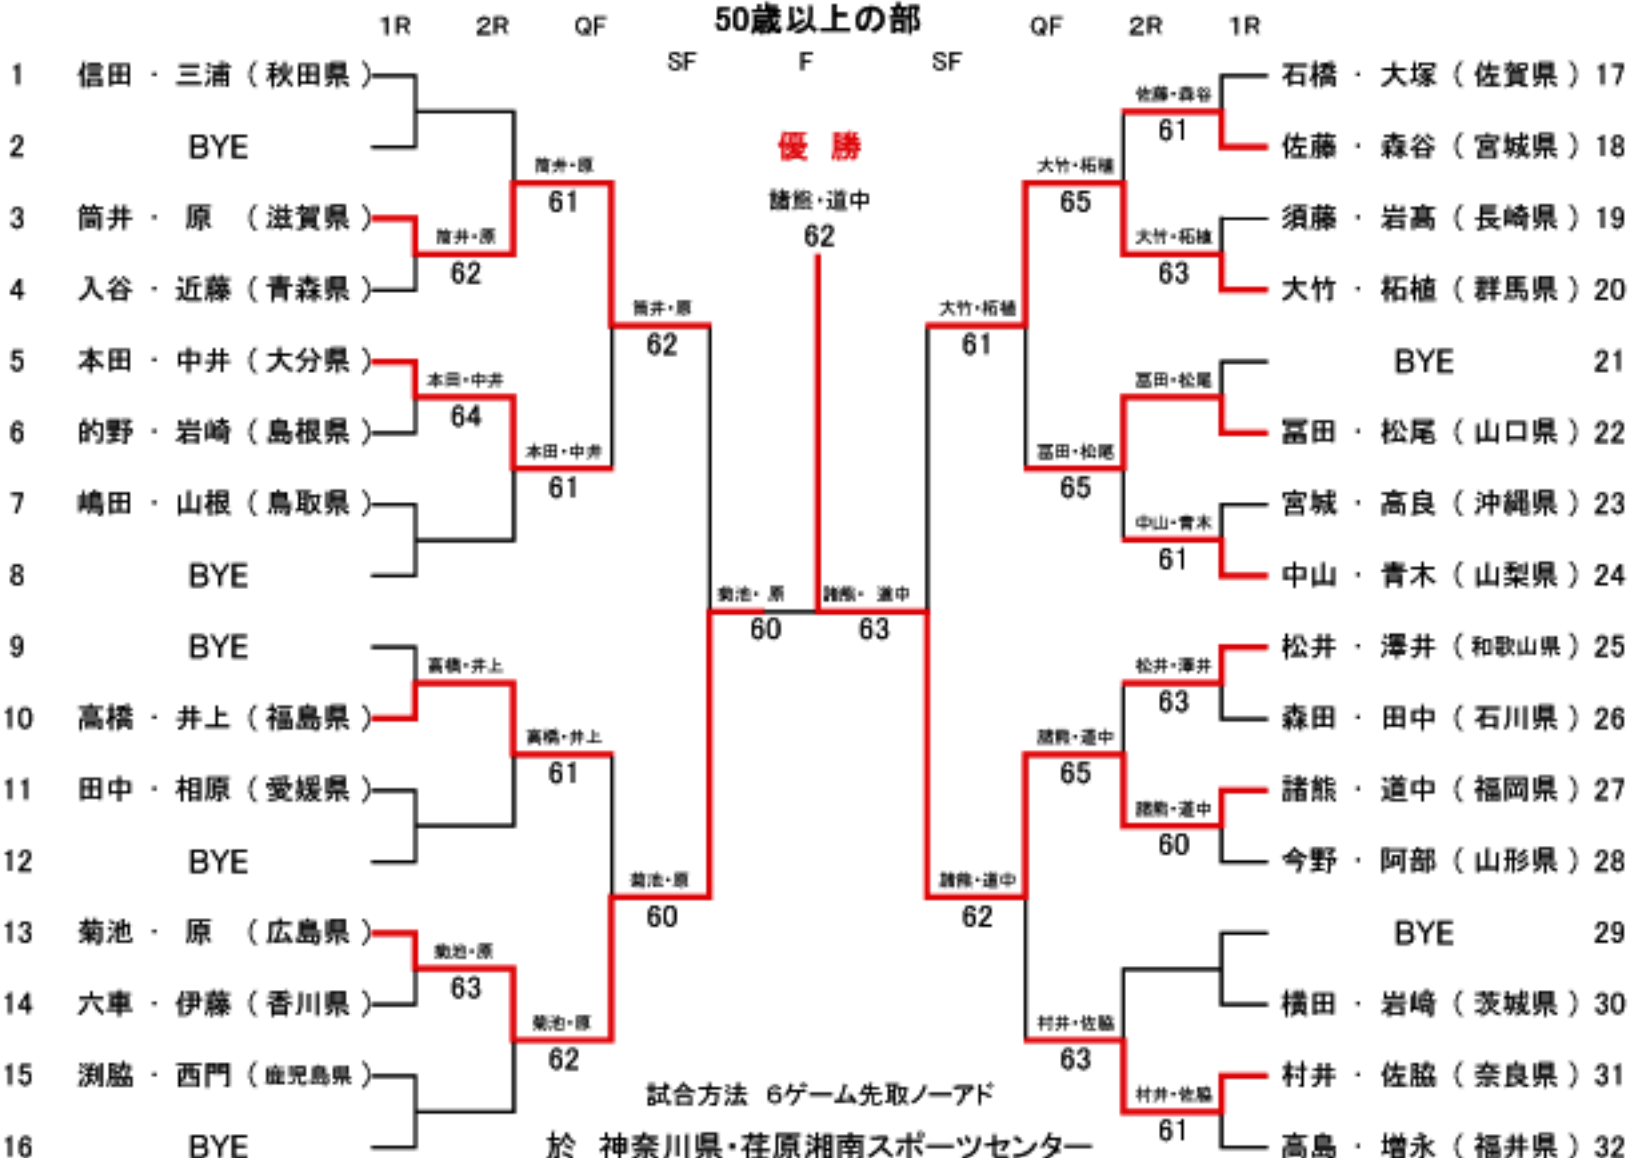 50歳以上の部
1R 2R QF SF F SF QF 2R 1R
優 勝
諸熊・道中
62
1 信田 ・ 三浦 ( 秋田県 )
2 BYE
3 筒井 ・ 原 ( 滋賀県 )
4 入谷 ・ 近藤 ( 青森県 )
5 本田 ・ 中井 ( 大分県 )
6 的野 ・ 岩崎 ( 島根県 )
7 嶋田 ・ 山根 ( 鳥取県 )
8 BYE
9 BYE
10 高橋 ・ 井上 ( 福島県 )
11 田中 ・ 相原 ( 愛媛県 )
12 BYE
13 菊池 ・ 原 ( 広島県 )
14 六車 ・ 伊藤 ( 香川県 )
15 渕脇 ・ 西門 ( 鹿児島県 )
16 BYE
筒井・原
62
本田・中井
64
高橋・井上
菊池・原
63
筒井・原
61
本田・中井
61
高橋・井上
61
菊池・原
62
筒井・原
62
菊池・原
60
菊池・ 原
60
諸熊・ 道中
63
大竹・柘植
61
諸熊・道中
62
大竹・柘植
65
冨田・松尾
65
諸熊・道中
65
村井・佐脇
63
佐藤・森谷
61
大竹・柘植
63
冨田・松尾
中山・青木
61
松井・澤井
63
諸熊・道中
60
村井・佐脇
61
石橋 ・ 大塚 ( 佐賀県 ) 17
佐藤 ・ 森谷 ( 宮城県 ) 18
須藤 ・ 岩髙 ( 長崎県 ) 19
大竹 ・ 柘植 ( 群馬県 ) 20
BYE 21
冨田 ・ 松尾 ( 山口県 ) 22
宮城 ・ 高良 ( 沖縄県 ) 23
中山 ・ 青木 ( 山梨県 ) 24
松井 ・ 澤井 ( 和歌山県 ) 25
森田 ・ 田中 ( 石川県 ) 26
諸熊 ・ 道中 ( 福岡県 ) 27
今野 ・ 阿部 ( 山形県 ) 28
BYE 29
横田 ・ 岩﨑 ( 茨城県 ) 30
村井 ・ 佐脇 ( 奈良県 ) 31
高島 ・ 増永 ( 福井県 ) 32
試合方法 6ゲーム先取ノーアド
於 神奈川県・荏原湘南スポーツセンター